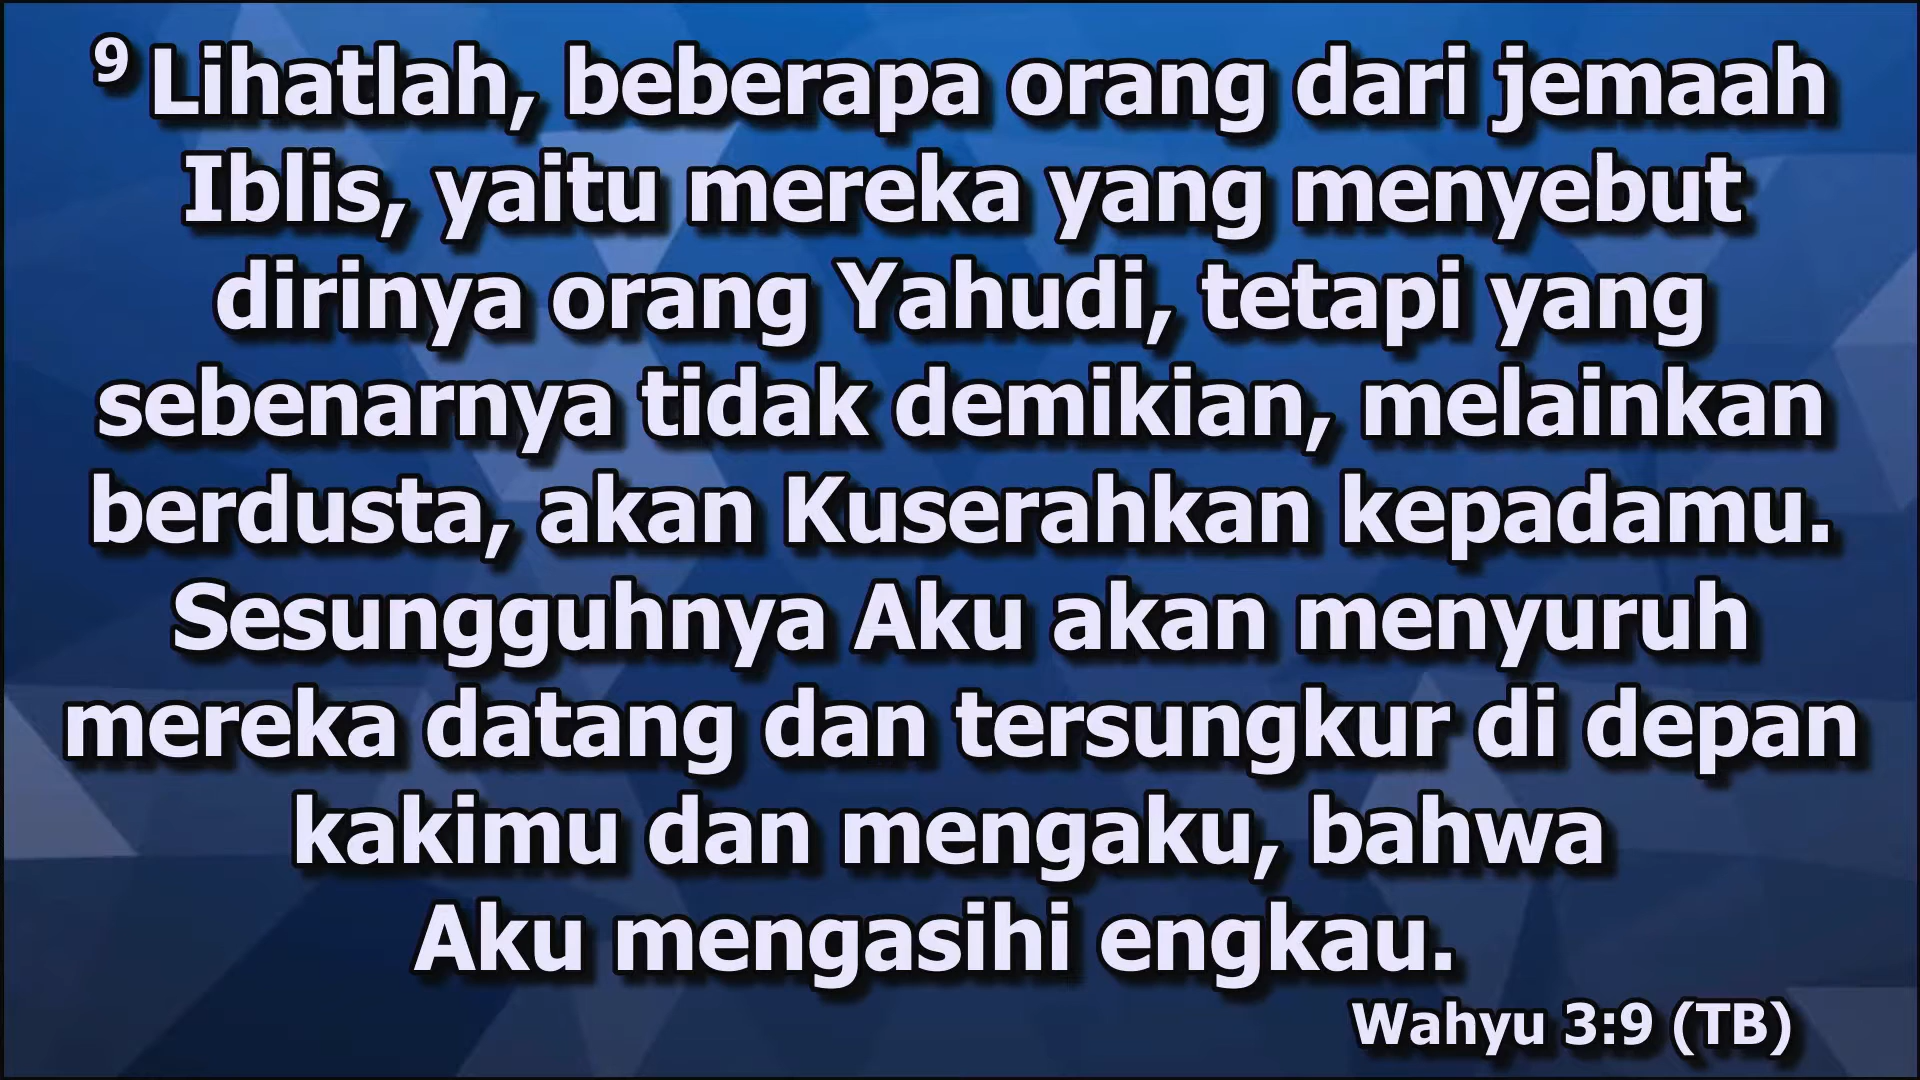 9 Lihatlah, beberapa orang dari jemaah
Iblis, yaitu mereka yang menyebut
dirinya orang Yahudi, tetapi yang
sebenarnya tidak demikian, melainkan
berdusta, akan Kuserahkan kepadamu.
Sesungguhnya Aku akan menyuruh
mereka datang dan tersungkur di depan
kakimu dan mengaku, bahwa
Aku mengasihi engkau.
Wahyu 3:9 (TB)